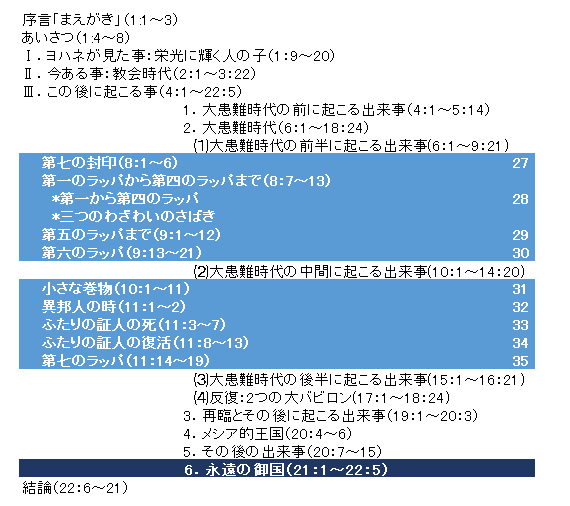 序言「まえがき」(1:1～3)
あいさつ(1:4～8)
Ⅰ. ヨハネが見た事:栄光に輝く人の子(1:9～20)
Ⅱ. 今ある事:教会時代(2:1～3:22)
Ⅲ. この後に起こる事(4:1～22:5)
1. 大患難時代の前に起こる出来事(4:1～5:14)
2. 大患難時代(6:1～18:24)
(1)大患難時代の前半に起こる出来事(6:1～9:21)
第七の封印(8:1～6) 27
第一のラッパから第四のラッパまで(8:7～13)
*第一から第四のラッパ 28
*三つのわざわいのさばき
第五のラッパまで(9:1～12) 29
第六のラッパ(9:13～21) 30
(2)大患難時代の中間に起こる出来事(10:1～14:20)
小さな巻物(10:1～11) 31
異邦人の時(11:1～2) 32
ふたりの証人の死(11:3～7) 33
ふたりの証人の復活(11:8～13) 34
第七のラッパ(11:14～19) 35
(3)大患難時代の後半に起こる出来事(15:1～16:21)
(4)反復:2つの大バビロン(17:1～18:24)
3. 再臨とその後に起こる出来事(19:1～20:3)
4. メシア的王国(20:4～6)
5. その後の出来事(20:7～15)
6. 永遠の御国(21:1～22:5)
結論(22:6～21)